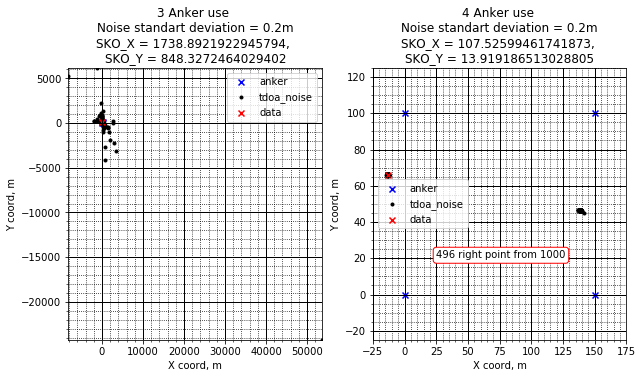 3 Anker use
Noise standart deviation = 0.2m
SKO_X = 1738.8921922945794,
SKO_Y = 848.3272464029402
5000
0
−5000
−10000
−15000
−20000
Y coord, m
anker
tdoa_noise
data
0 10000 20000 30000 40000 50000
X coord, m
4 Anker use
Noise standart deviation = 0.2m
SKO_X = 107.52599461741873,
SKO_Y = 13.919186513028805
120
100
80
60
40
20
0
−20
Y coord, m
anker
tdoa_noise
data
496 right point from 1000
−25 0 25 50 75 100 125 150 175
X coord, m